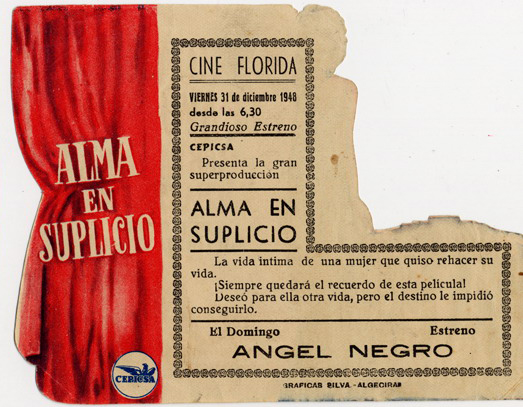 ALMA
EN
SUPLICIO
CEPICSA
CINE FLORIDA
VIERNES 31 de diciembre 1948
desde las 6,30
Grandioso Estreno
CEPICSA
Presenta la gran
superproducción
ALMA EN
SUPLICIO
La vida intima de una mujer que quiso rehacer su
vida.
¡Siempre quedará el recuerdo de esta pelicula!
Deseó para ella otra vida, pero el destino le impidió
conseguirlo.
El Domingo Estreno
ANGEL NEGRO
GRAFICAS SILVA.-ALGECIRAS